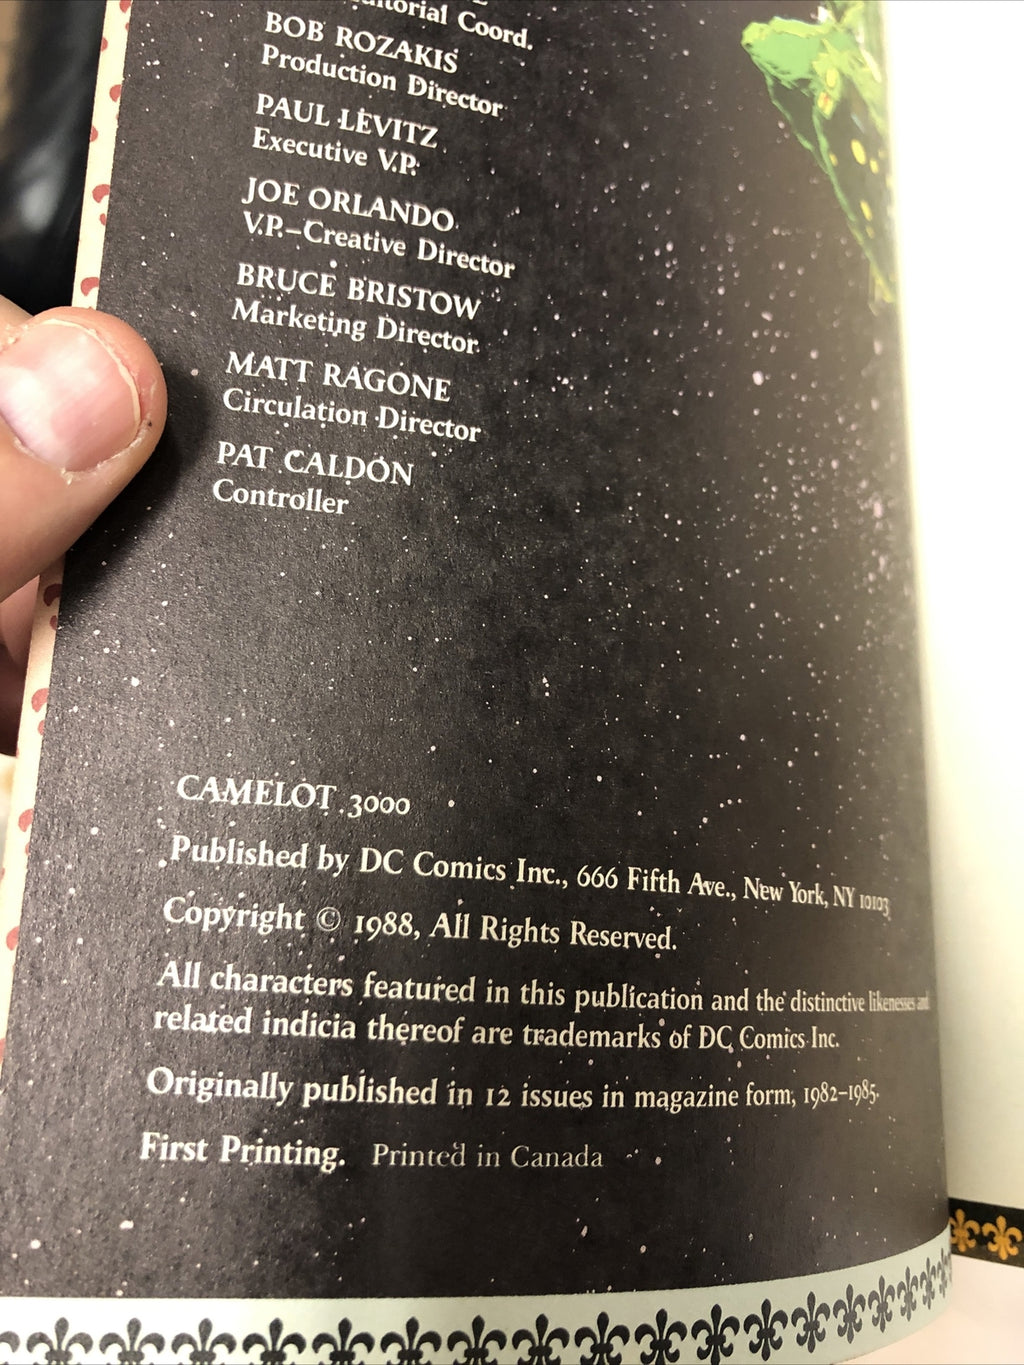 Coord.
BOB ROZAKIS
Production Director
PAUL LEVITZ
Executive V.P.
JOE ORLANDO
V.P.–Creative Director
BRUCE BRISTOW
Marketing Director
MATT RAGONE
Circulation Director
PAT CALDON
Controller
CAMELOT 3000
Published by DC Comics Inc., 666 Fifth Ave., New York, NY 10103
Copyright © 1988, All Rights Reserved.
All characters featured in this publication and the distinctive likenesses and
related indicia thereof are trademarks of DC Comics Inc.
Originally published in 12 issues in magazine form, 1982–1985.
First Printing. Printed in Canada